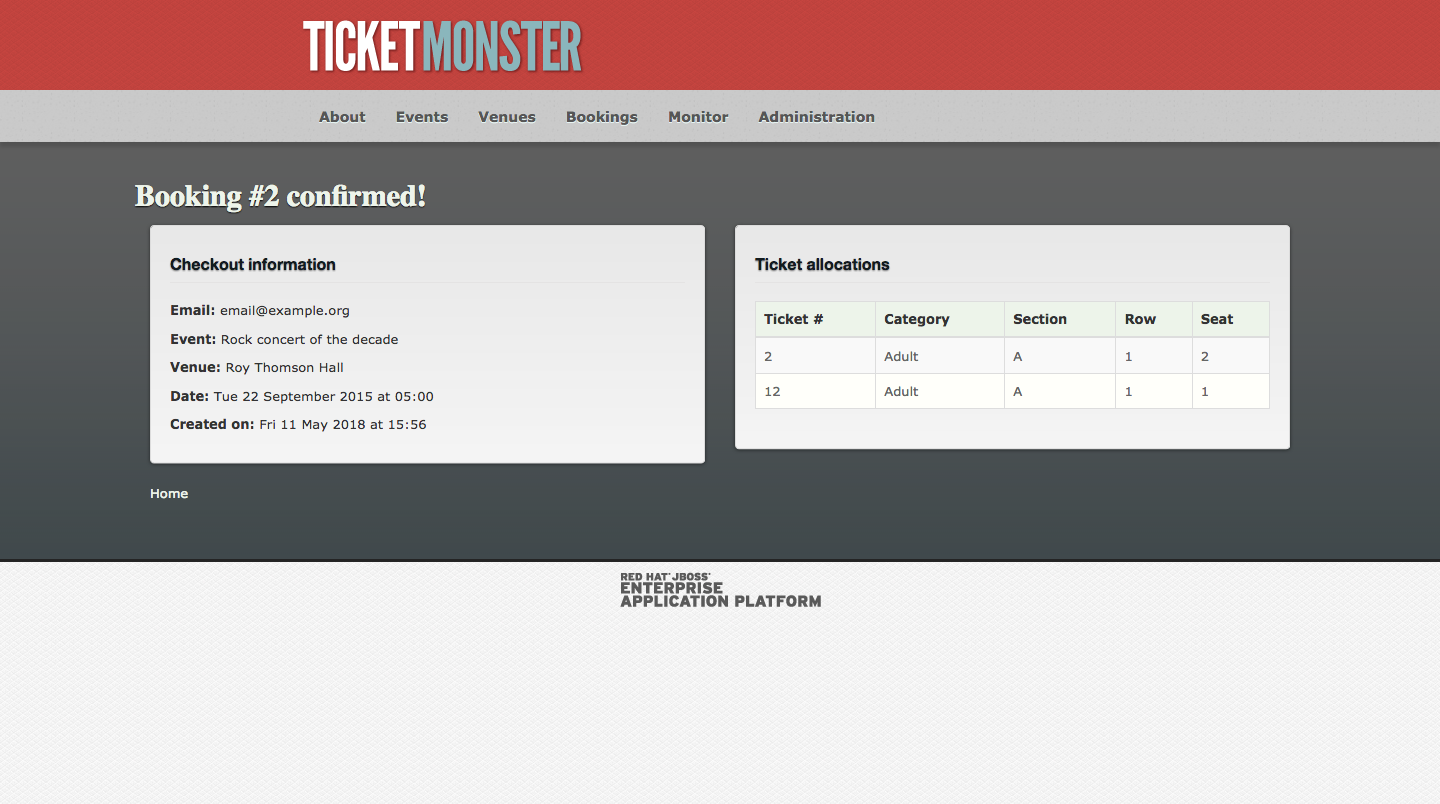 TICKETMONSTER
About Events Venues Bookings Monitor Administration
Booking #2 confirmed!
Checkout information
Email: email@example.org
Event: Rock concert of the decade
Venue: Roy Thomson Hall
Date: Tue 22 September 2015 at 05:00
Created on: Fri 11 May 2018 at 15:56
Ticket allocations
Ticket # Category Section Row Seat
2 Adult A 1 2
12 Adult A 1 1
Home
RED HAT® JBOSS®
ENTERPRISE
APPLICATION PLATFORM